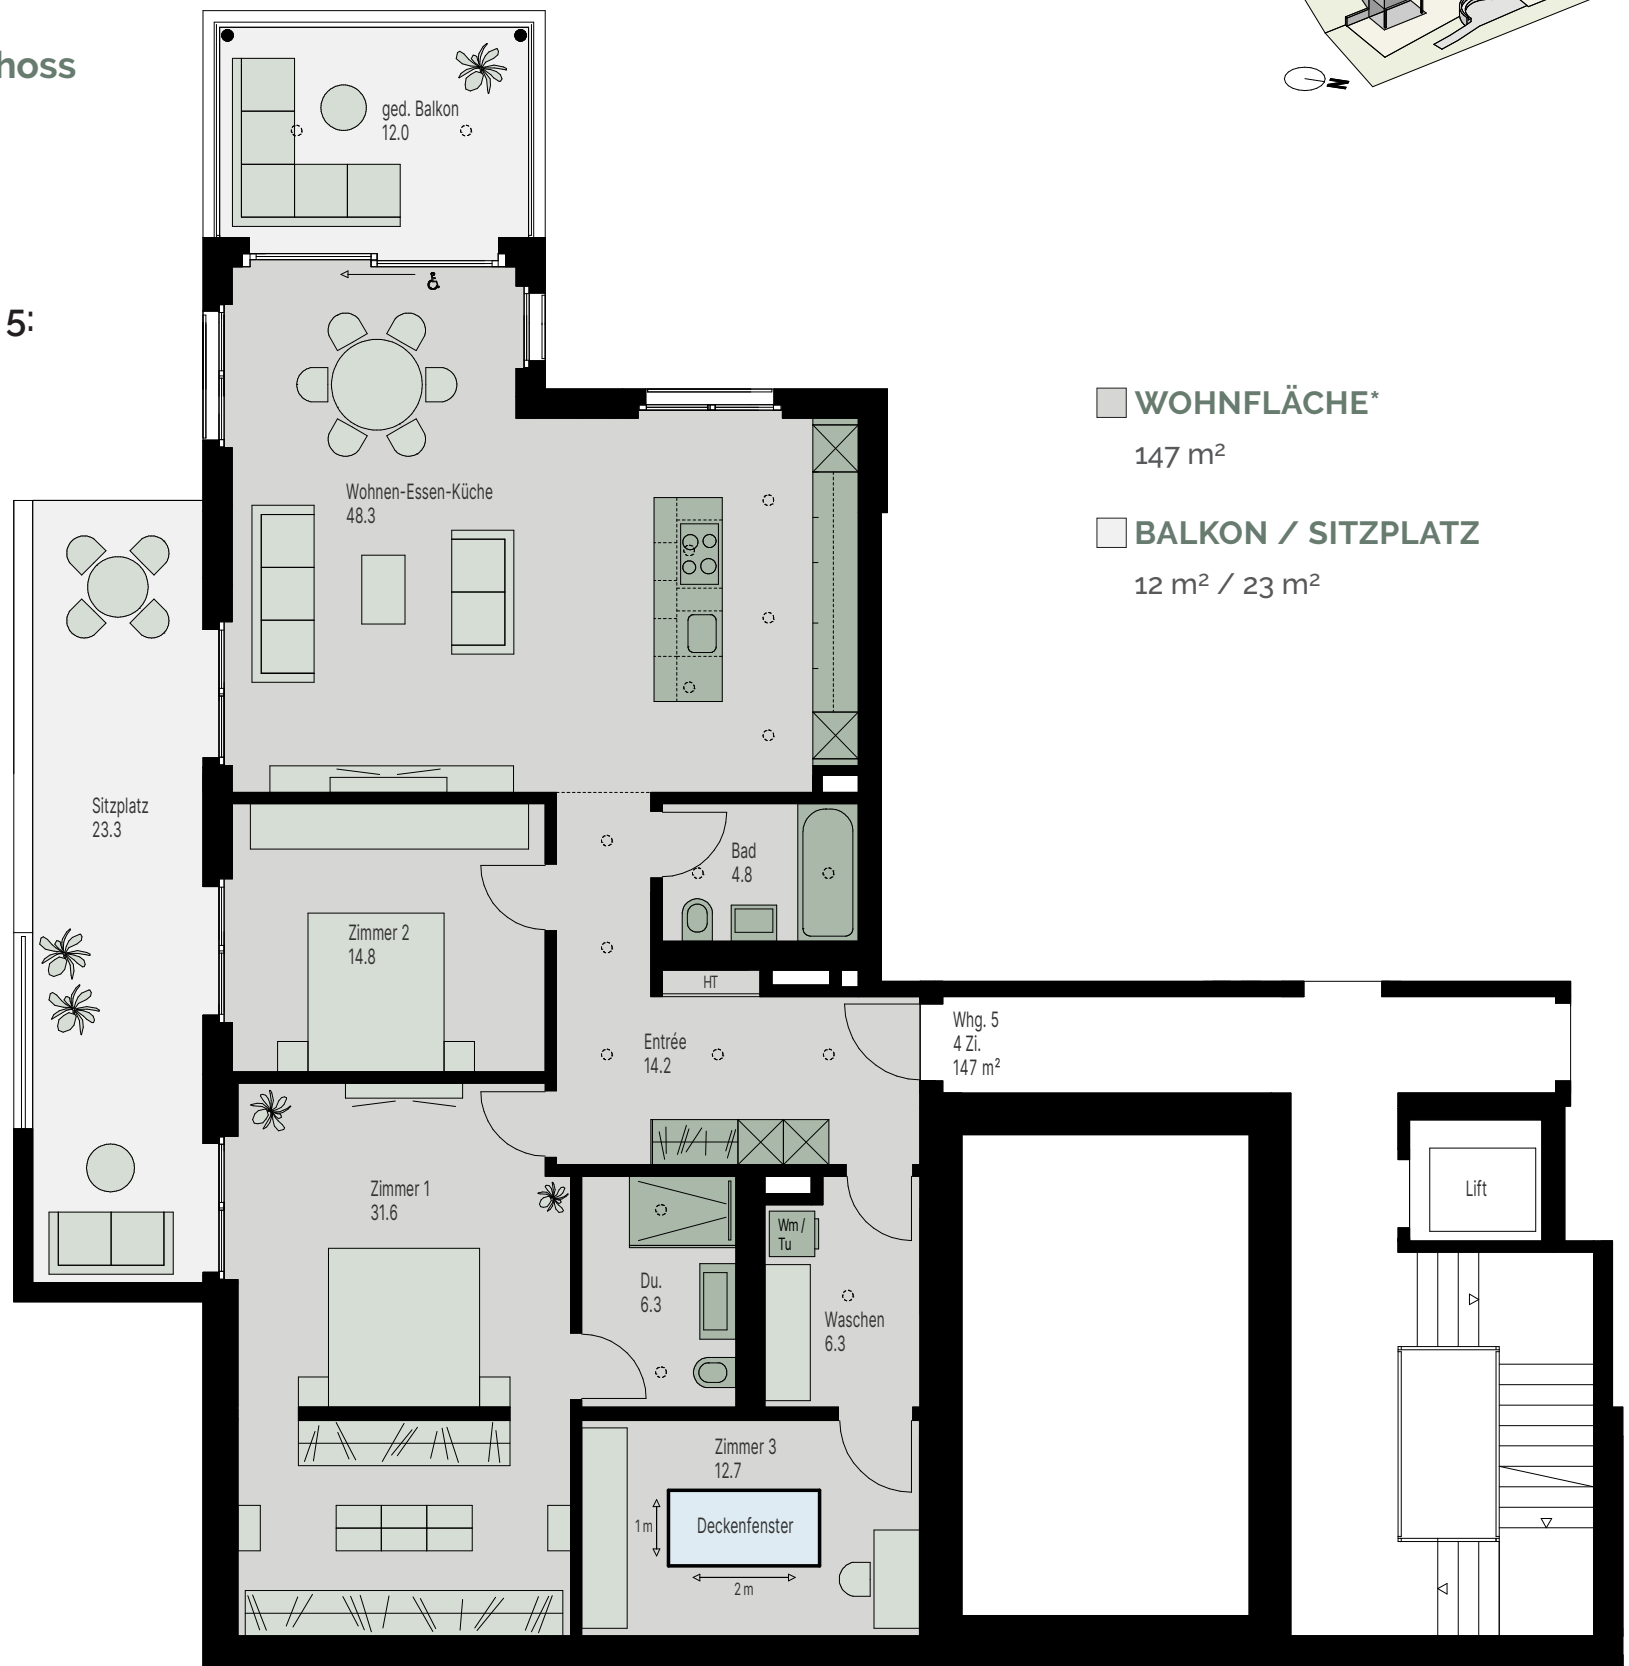 hoss
N
ged. Balkon
12.0
5:
WOHNFLÄCHE*
147 m²
BALKON / SITZPLATZ
12 m² / 23 m²
Wohnen-Essen-Küche
48.3
Sitzplatz
23.3
Bad
4.8
Zimmer 2
14.8
HT
Entrée
14.2
Whg. 5
4 Zi.
147 m²
Zimmer 1
31.6
Lift
Wm /
Tu
Du.
6.3
Waschen
6.3
Zimmer 3
12.7
1 m
Deckenfenster
2 m